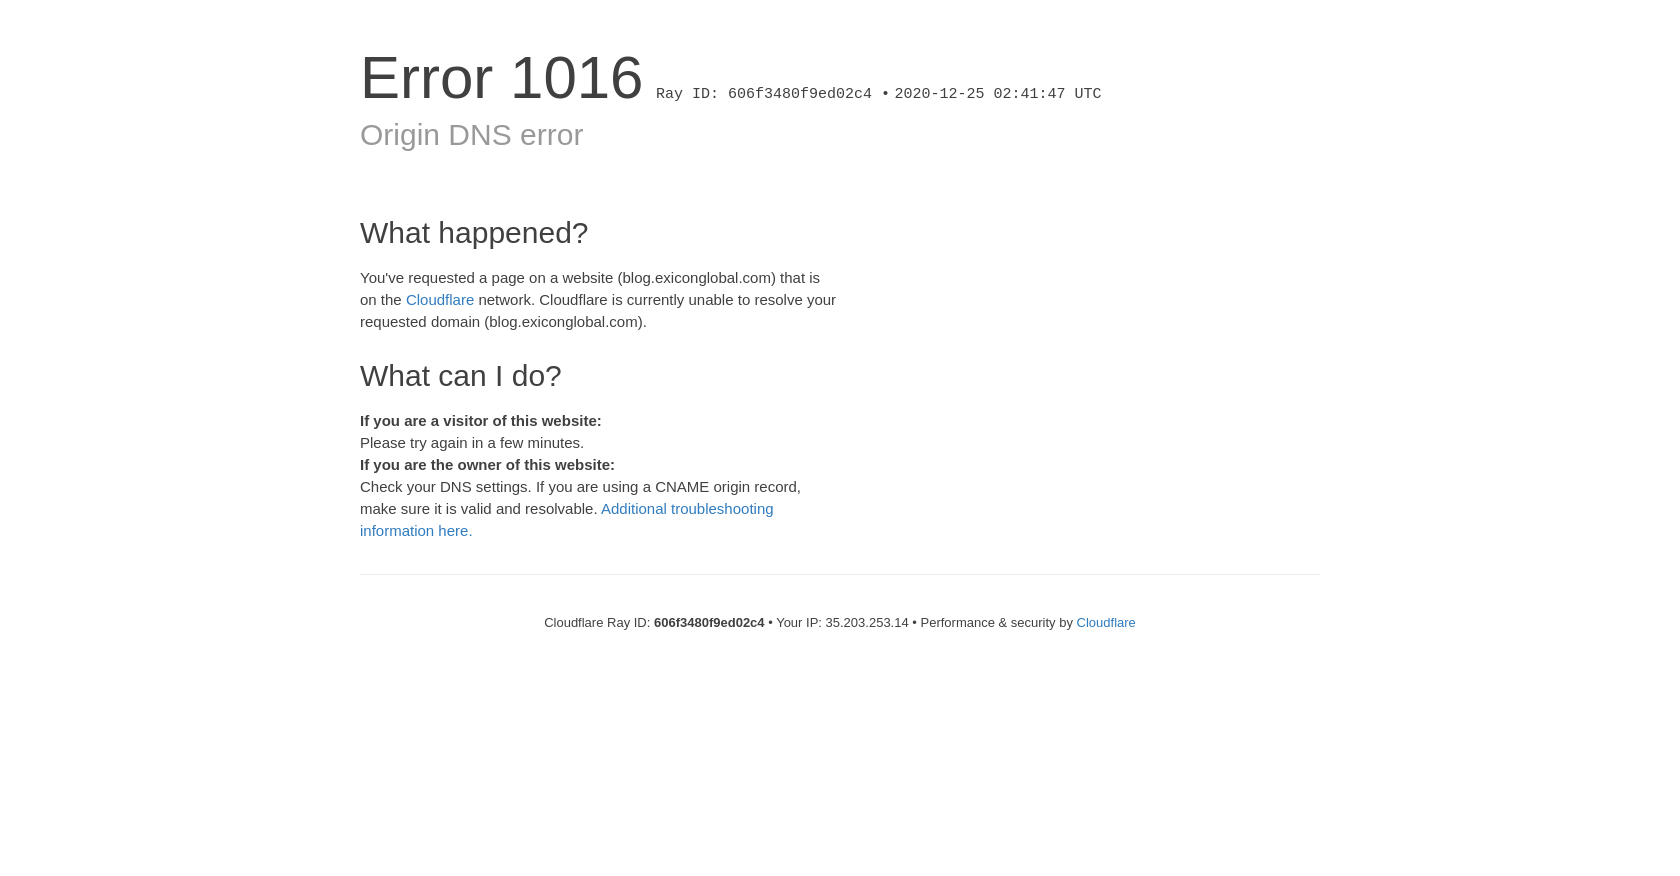 Error 1016 Ray ID: 606f3480f9ed02c4 • 2020-12-25 02:41:47 UTC
Origin DNS error
What happened?
You've requested a page on a website (blog.exiconglobal.com) that is
on the Cloudflare network. Cloudflare is currently unable to resolve your
requested domain (blog.exiconglobal.com).
What can I do?
If you are a visitor of this website:
Please try again in a few minutes.
If you are the owner of this website:
Check your DNS settings. If you are using a CNAME origin record,
make sure it is valid and resolvable. Additional troubleshooting
information here.
Cloudflare Ray ID: 606f3480f9ed02c4 • Your IP: 35.203.253.14 • Performance & security by Cloudflare